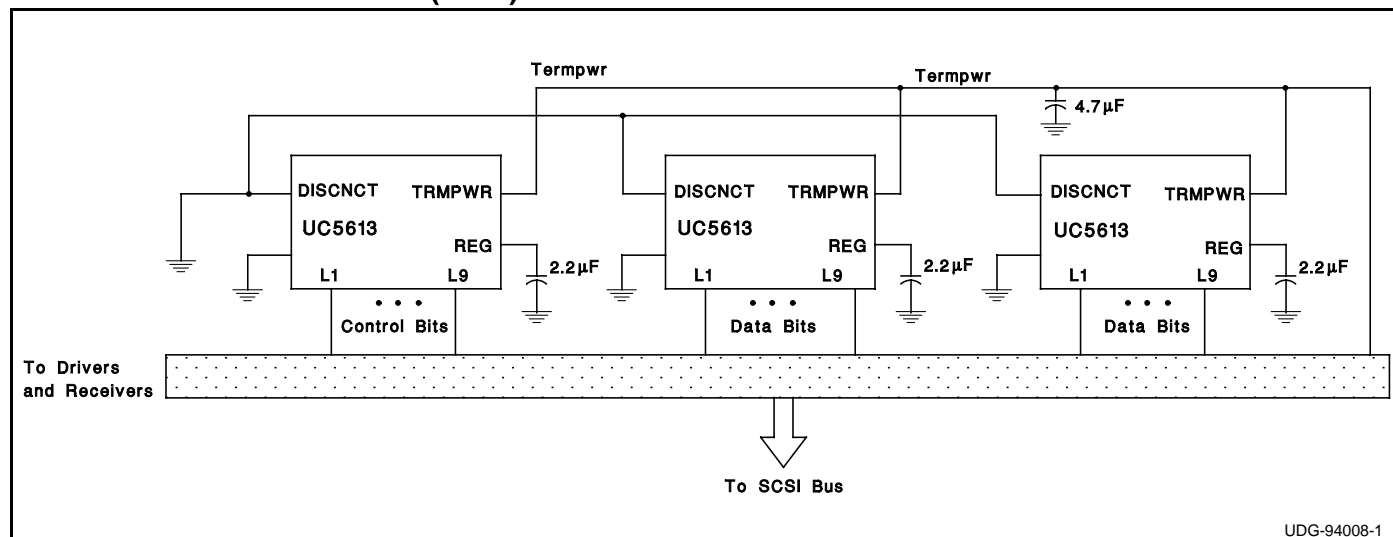 Termpwr
Termpwr
4.7µF
DISCNCT TRMPWR
UC5613
REG
2.2µF
L1 L9
• • •
Control Bits
DISCNCT TRMPWR
UC5613
REG
2.2µF
L1 L9
• • •
Data Bits
DISCNCT TRMPWR
UC5613
REG
2.2µF
L1 L9
• • •
Data Bits
To Drivers
and Receivers
To SCSI Bus
UDG-94008-1